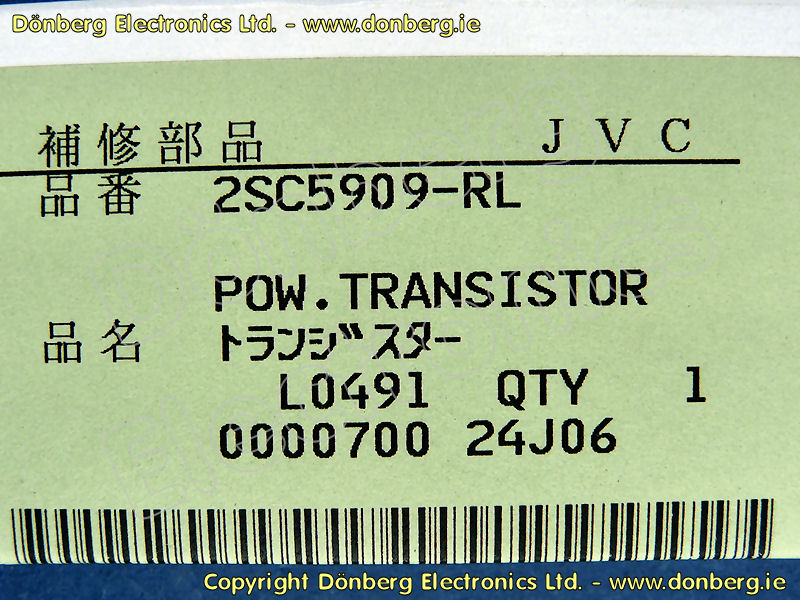 Dönberg Electronics Ltd. - www.donberg.ie
補修部品 JVC
品番 2SC5909-RL
POW.TRANSISTOR
品名 トランジスター
L0491 QTY 1
0000700 24J06
Copyright Dönberg Electronics Ltd. - www.donberg.ie